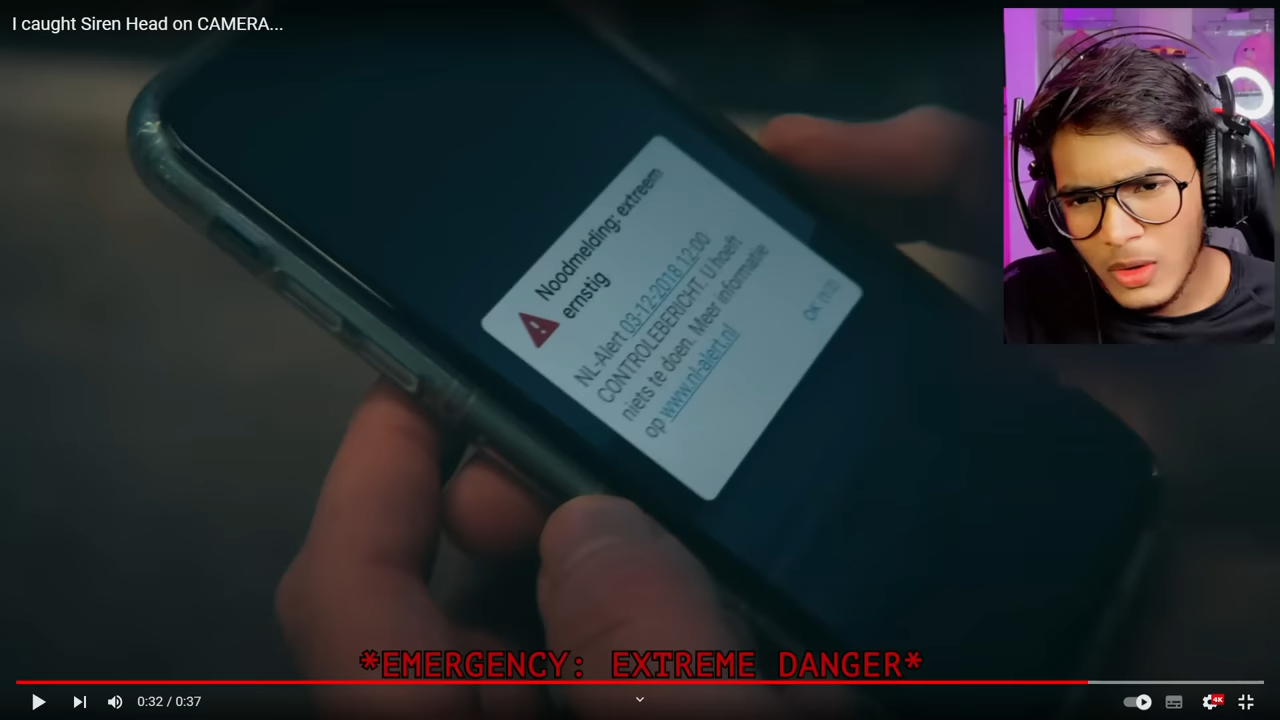 I caught Siren Head on CAMERA...
Noodmelding: extreem
ernstig
NL-Alert 03-12-2018 12:00
CONTROLEBERICHT. U hoeft
niets te doen. Meer informatie
op www.nl-alert.nl
*EMERGENCY: EXTREME DANGER*
0:32 / 0:37
4K